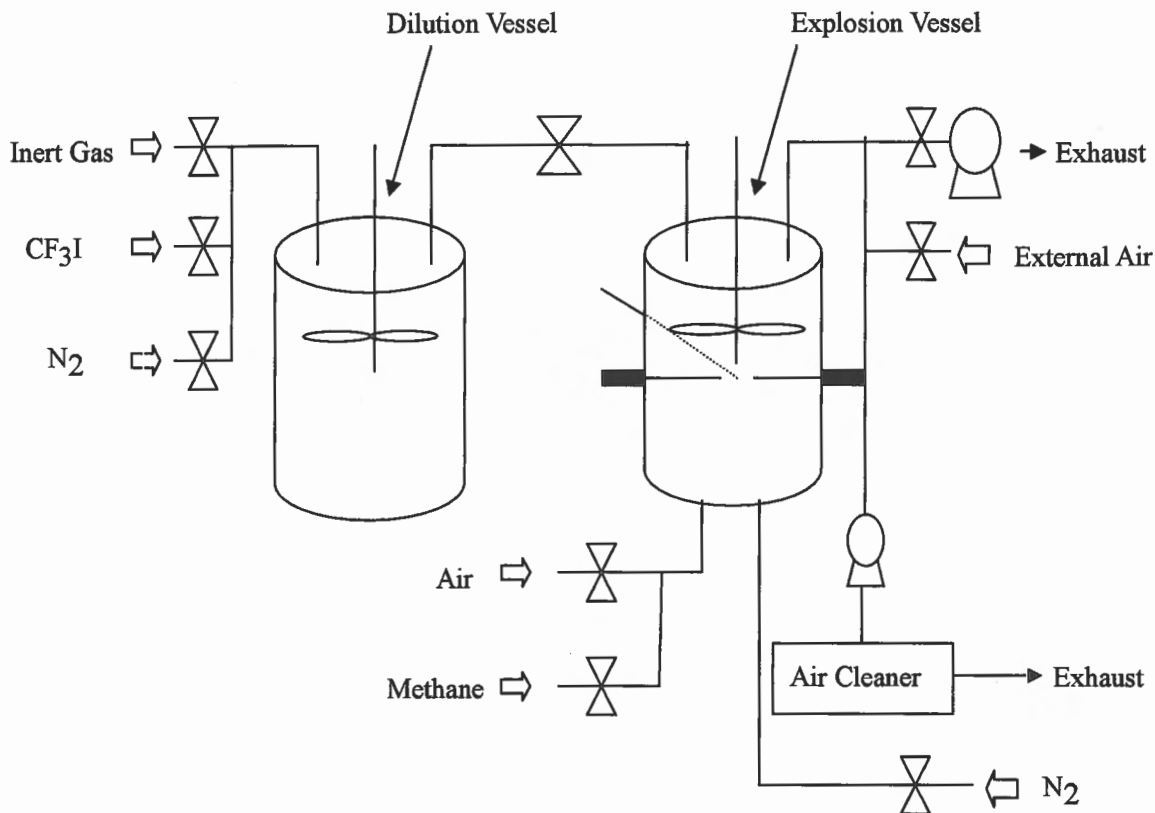 Dilution Vessel
Explosion Vessel
Inert Gas
Exhaust
CF₃I
External Air
N₂
Air
Methane
Air Cleaner
Exhaust
N₂